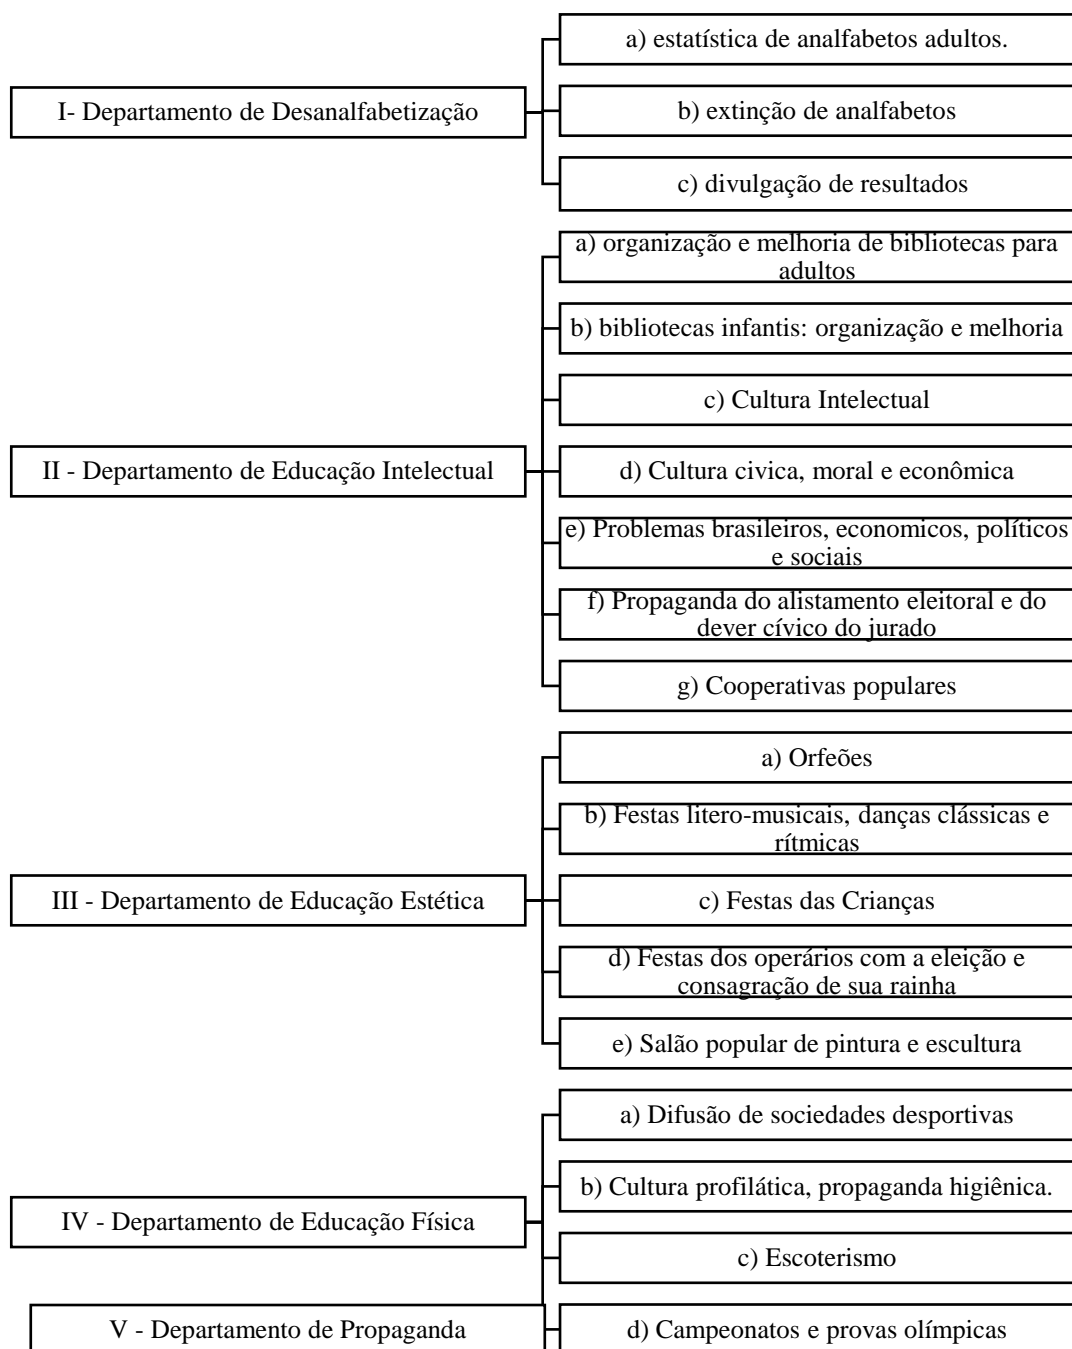 I- Departamento de Desanalfabetização
a) estatística de analfabetos adultos.
b) extinção de analfabetos
c) divulgação de resultados
II - Departamento de Educação Intelectual
a) organização e melhoria de bibliotecas para
adultos
b) bibliotecas infantis: organização e melhoria
c) Cultura Intelectual
d) Cultura civica, moral e econômica
e) Problemas brasileiros, economicos, políticos
e sociais
f) Propaganda do alistamento eleitoral e do
dever cívico do jurado
g) Cooperativas populares
III - Departamento de Educação Estética
a) Orfeões
b) Festas litero-musicais, danças clássicas e
rítmicas
c) Festas das Crianças
d) Festas dos operários com a eleição e
consagração de sua rainha
e) Salão popular de pintura e escultura
IV - Departamento de Educação Física
a) Difusão de sociedades desportivas
b) Cultura profilática, propaganda higiênica.
c) Escoterismo
d) Campeonatos e provas olímpicas
V - Departamento de Propaganda